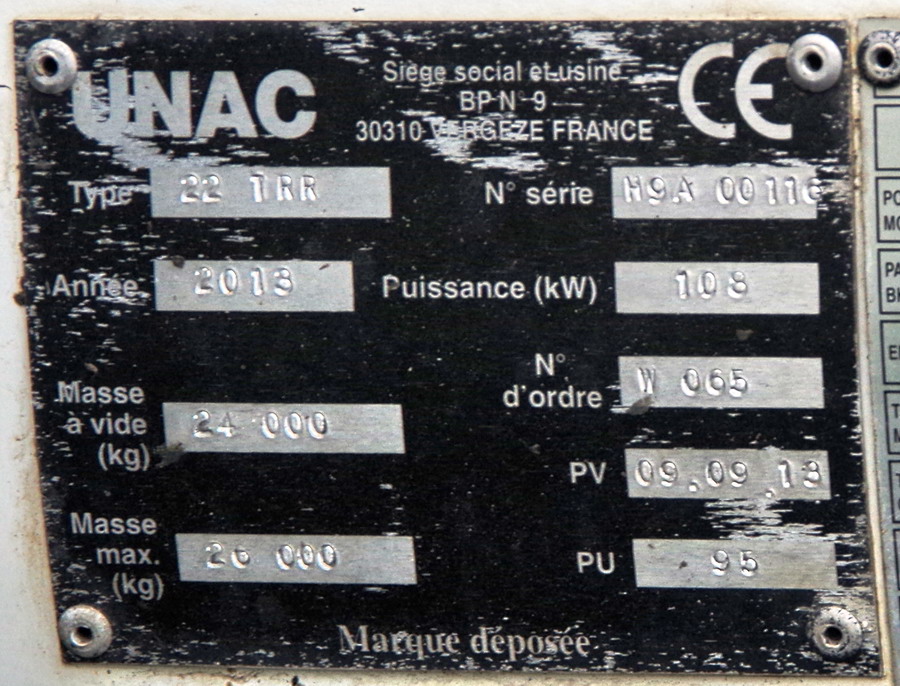 UNAC
Siège social et usine
BP N° 9
30310 VERGEZE FRANCE
CE
Type 22 TRR
N° série M9A 00116
Année 2013
Puissance (kW) 108
Masse à vide (kg) 24 000
N° d'ordre W 065
PV 09.09.13
Masse max. (kg) 26 000
PU 95
Marque déposée